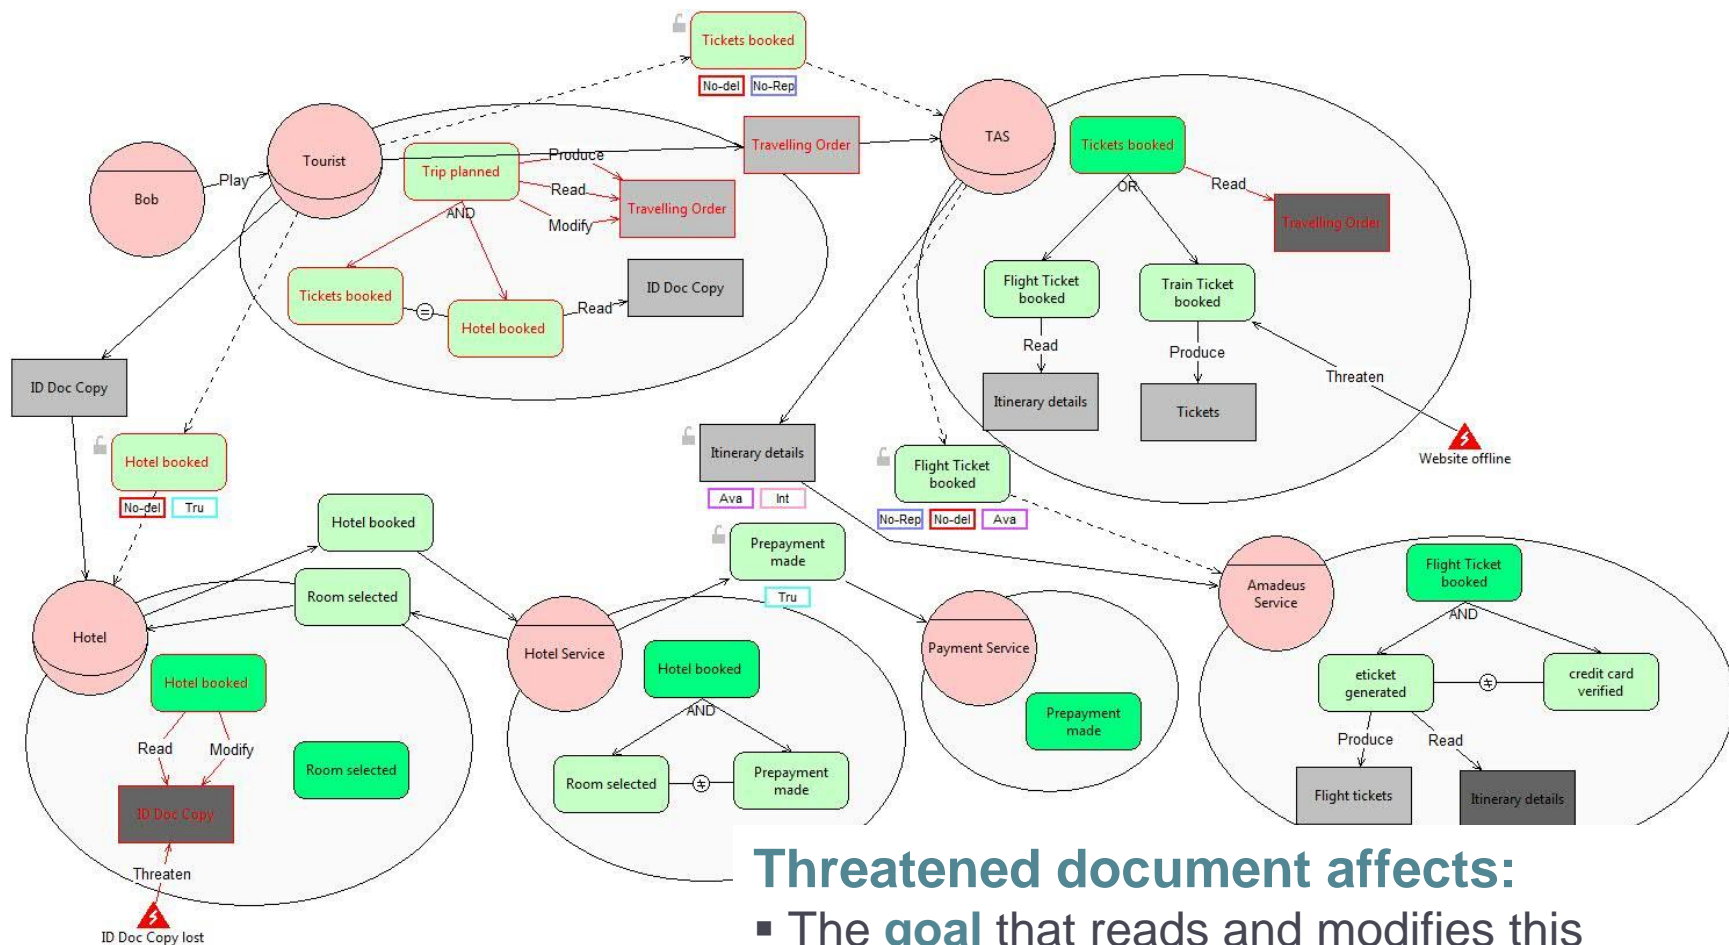 Tickets booked
No-del No-Rep
Tourist
Bob
Play
Trip planned
Produce
Read
Modify
AND
Travelling Order
Travelling Order
Tickets booked
=
Hotel booked
Read
ID Doc Copy
TAS
Tickets booked
OR
Read
Travelling Order
Flight Ticket
booked
Train Ticket
booked
Read
Produce
Itinerary details
Tickets
Threaten
Website offline
ID Doc Copy
Hotel booked
No-del Tru
Itinerary details
Ava Int
Flight Ticket
booked
No-Rep No-del Ava
Hotel booked
Room selected
Prepayment
made
Tru
Hotel
Hotel booked
Read
Modify
Room selected
ID Doc Copy
Threaten
ID Doc Copy lost
Hotel Service
Hotel booked
AND
Room selected
≠
Prepayment
made
Payment Service
Prepayment
made
Amadeus
Service
Flight Ticket
booked
AND
eticket
generated
≠
credit card
verified
Produce
Read
Flight tickets
Itinerary details
Threatened document affects:
▪ The goal that reads and modifies this